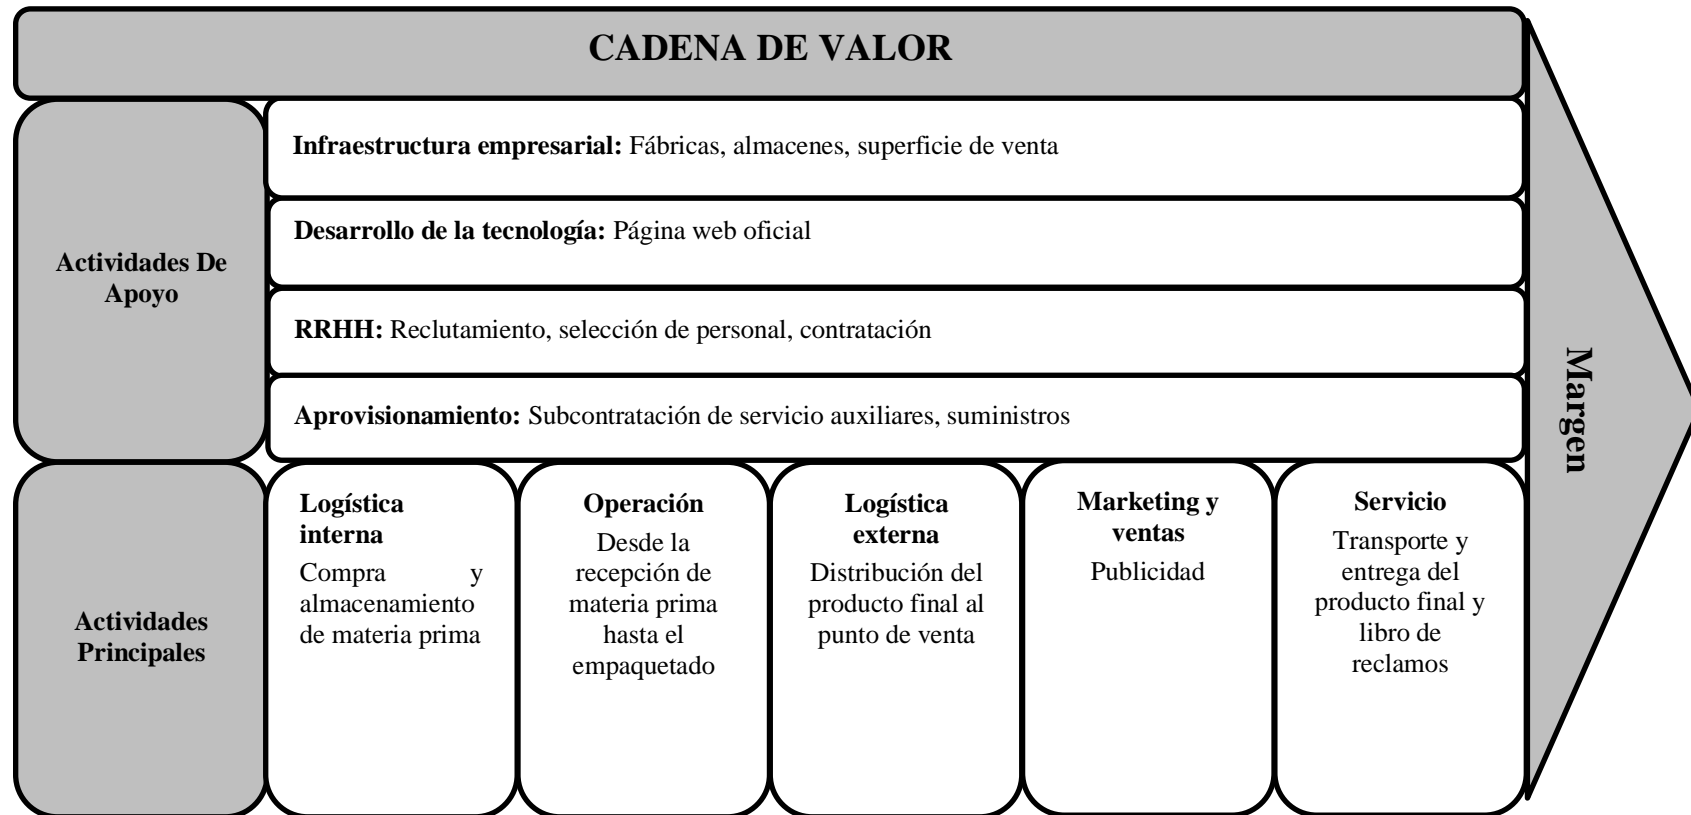 CADENA DE VALOR
Actividades De
Apoyo
Infraestructura empresarial: Fábricas, almacenes, superficie de venta
Desarrollo de la tecnología: Página web oficial
RRHH: Reclutamiento, selección de personal, contratación
Aprovisionamiento: Subcontratación de servicio auxiliares, suministros
Actividades
Principales
Logística
interna
Compra y
almacenamiento
de materia prima
Operación
Desde la
recepción de
materia prima
hasta el
empaquetado
Logística
externa
Distribución del
producto final al
punto de venta
Marketing y
ventas
Publicidad
Servicio
Transporte y
entrega del
producto final y
libro de
reclamos
Margen